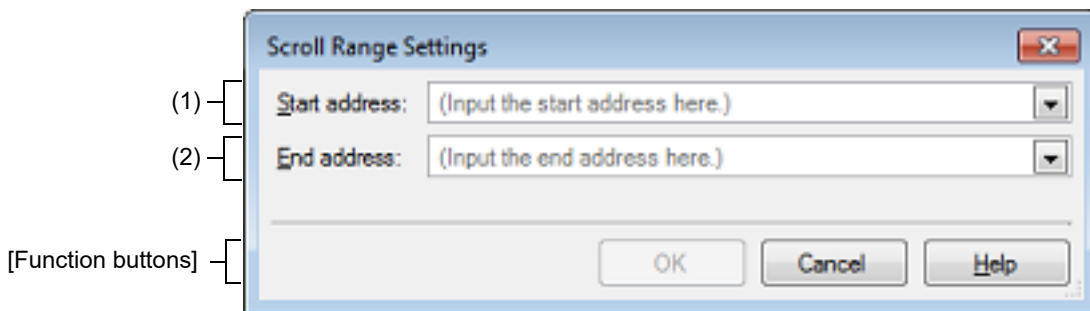 Scroll Range Settings
(1) Start address: (Input the start address here.)
(2) End address: (Input the end address here.)
[Function buttons] OK Cancel Help